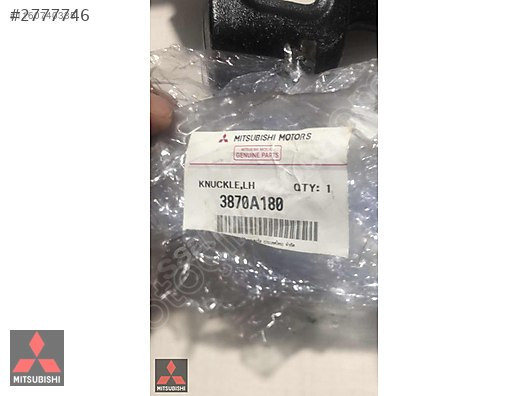 #2777746
MITSUBISHI MOTORS
GENUINE PARTS
KNUCKLE,LH QTY: 1
3870A180
MITSUBISHI
MITSUBISHI